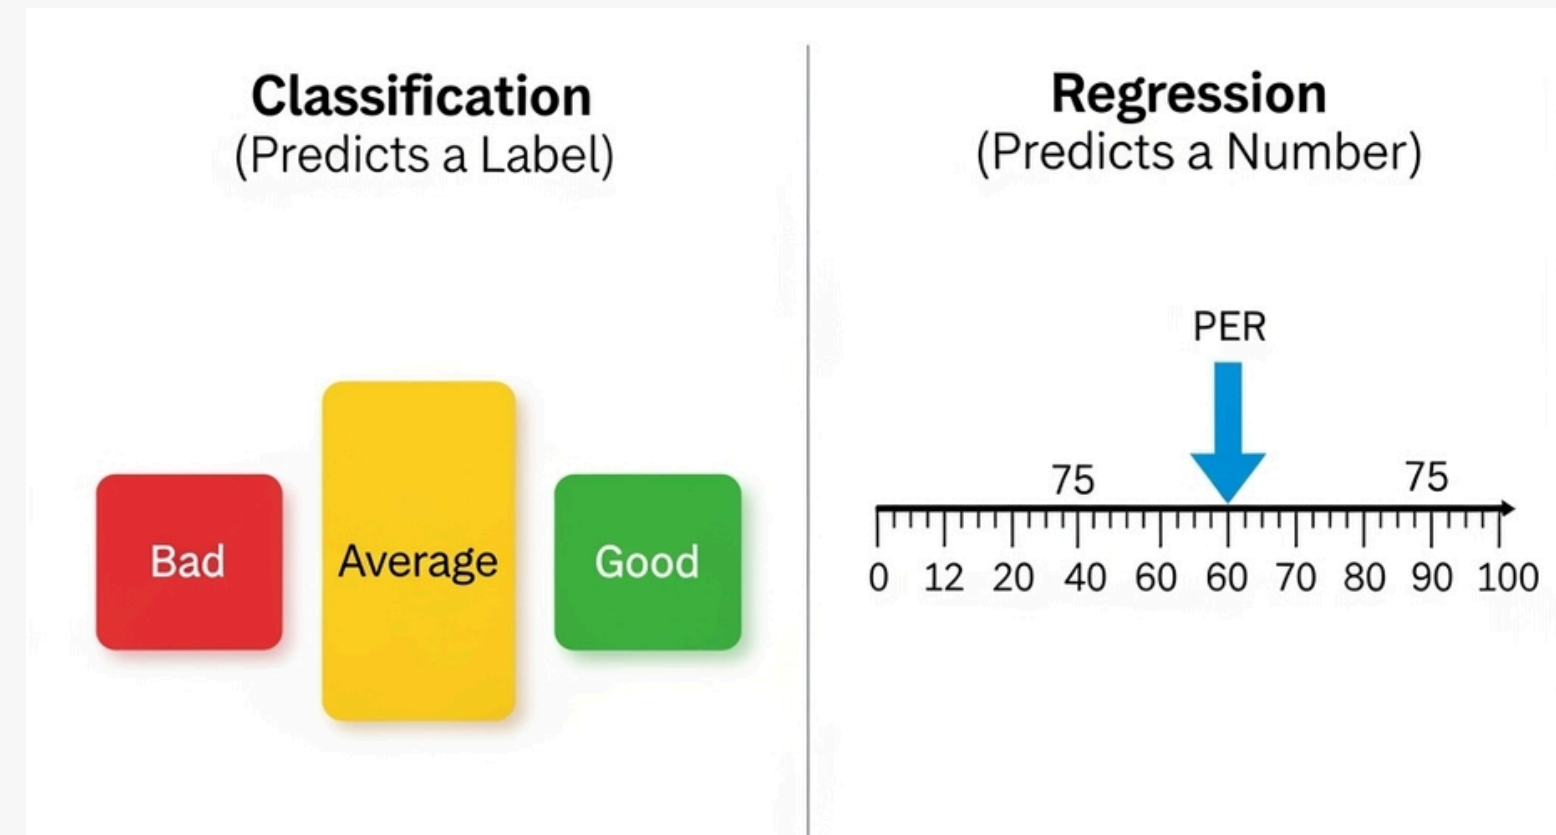 Classification
(Predicts a Label)
Bad
Average
Good
Regression
(Predicts a Number)
PER
75 75
0 12 20 40 60 60 70 80 90 100